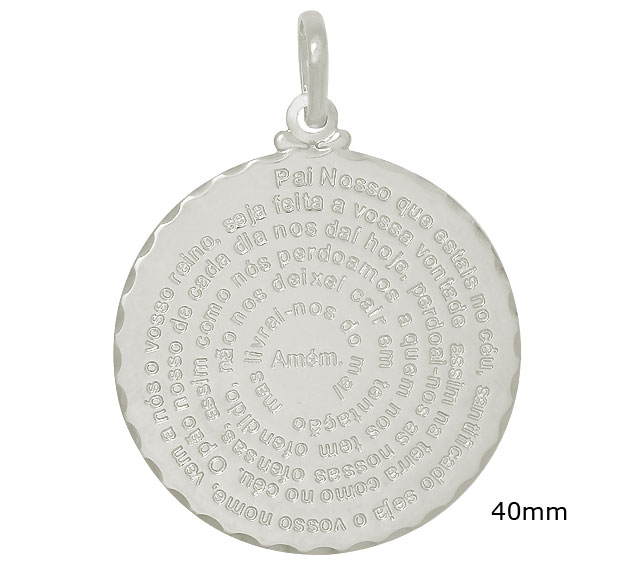 Pai Nosso que estais no céu, santificado seja o vosso nome, vem a nós o vosso reino, seja feita a vossa vontade assim na terra como no céu. O pão nosso de cada dia nos dai hoje, perdoai-nos as nossas ofensas, assim como nós perdoamos a quem nos tem ofendido, não nos deixei cair em tentação mas livrai-nos do mal
Amém.
40mm